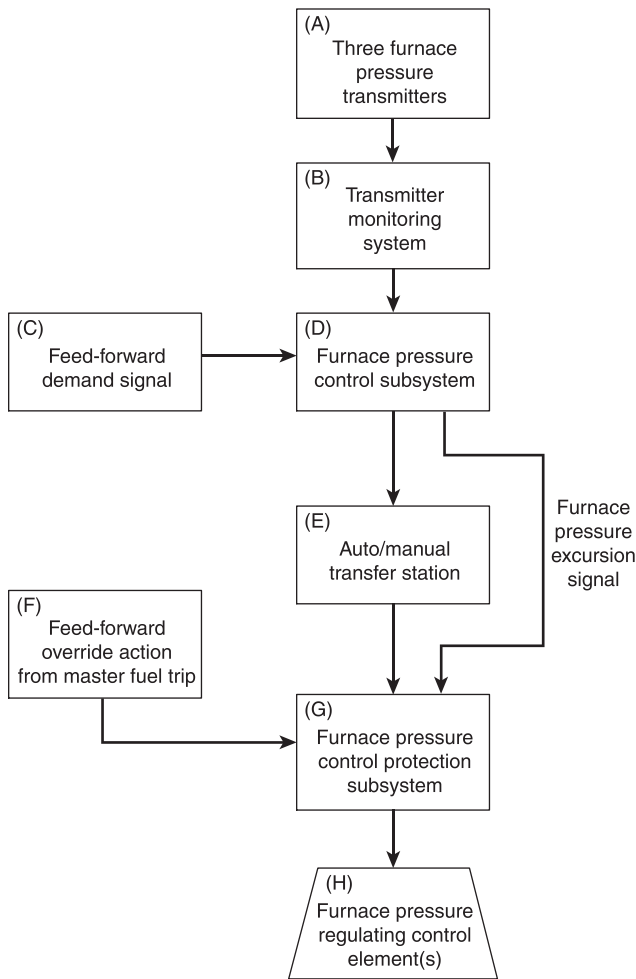 (A)
Three furnace
pressure
transmitters
(B)
Transmitter
monitoring
system
(C)
Feed-forward
demand signal
(D)
Furnace pressure
control subsystem
Furnace
pressure
excursion
signal
(E)
Auto/manual
transfer station
(F)
Feed-forward
override action
from master fuel trip
(G)
Furnace pressure
control protection
subsystem
(H)
Furnace pressure
regulating control
element(s)